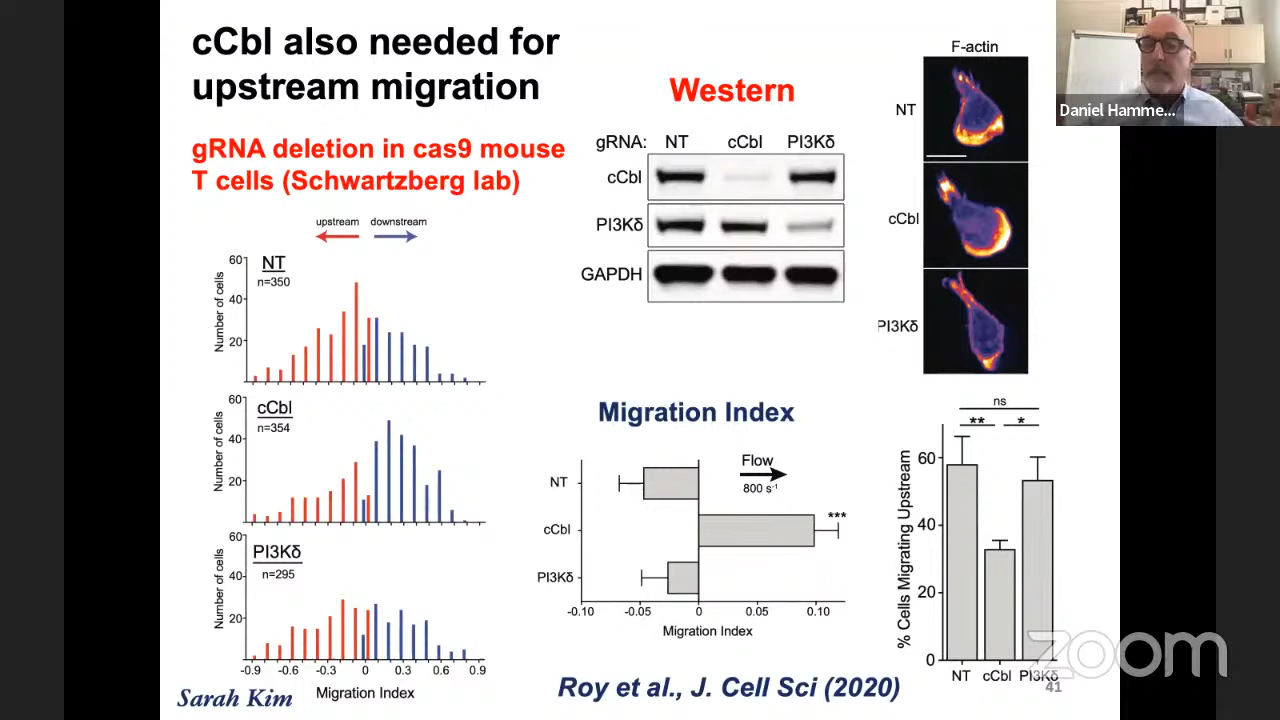 cCbl also needed for
upstream migration
gRNA deletion in cas9 mouse
T cells (Schwartzberg lab)
upstream downstream
NT
n=350
Number of cells
60
40
20
cCbl
n=354
Number of cells
60
40
20
PI3Kδ
n=295
Number of cells
60
40
20
-0.9 -0.6 -0.3 0 0.3 0.6 0.9
Migration Index
Sarah Kim
Western
gRNA: NT cCbl PI3Kδ
cCbl
PI3Kδ
GAPDH
Migration Index
Flow
800 s⁻¹
NT
cCbl
***
PI3Kδ
-0.10 -0.05 0 0.05 0.10
Migration Index
Roy et al., J. Cell Sci (2020)
F-actin
NT
cCbl
PI3Kδ
ns
** *
% Cells Migrating Upstream
60
40
20
0
NT cCbl PI3Kδ
41
zoom
Daniel Hamme...